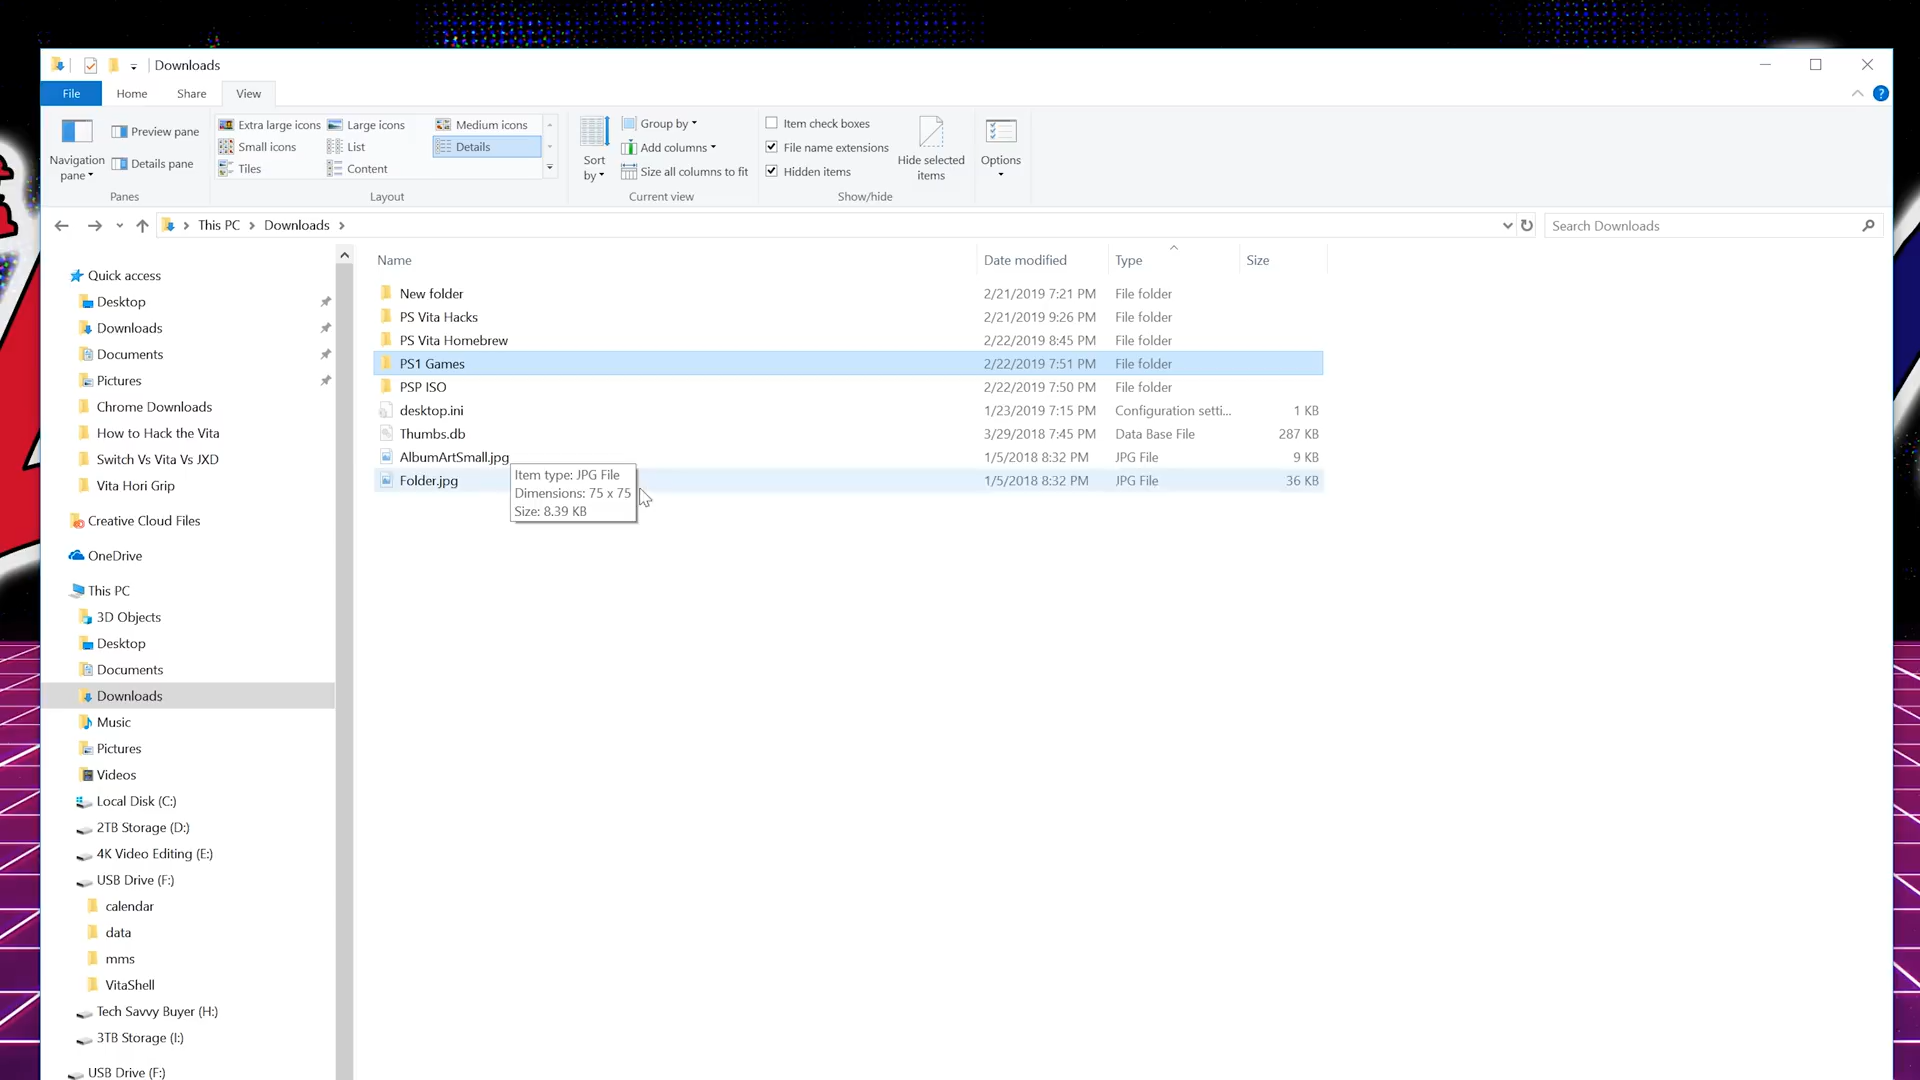 Downloads
File Home Share View
Navigation pane
Preview pane
Details pane
Panes
Extra large icons Large icons Medium icons
Small icons List Details
Tiles Content
Layout
Sort by
Group by
Add columns
Size all columns to fit
Current view
Item check boxes
File name extensions
Hidden items
Hide selected items
Show/hide
Options
?
This PC > Downloads >
Search Downloads
Quick access
Desktop
Downloads
Documents
Pictures
Chrome Downloads
How to Hack the Vita
Switch Vs Vita Vs JXD
Vita Hori Grip
Creative Cloud Files
OneDrive
This PC
3D Objects
Desktop
Documents
Downloads
Music
Pictures
Videos
Local Disk (C:)
2TB Storage (D:)
4K Video Editing (E:)
USB Drive (F:)
calendar
data
mms
VitaShell
Tech Savvy Buyer (H:)
3TB Storage (I:)
USB Drive (F:)
Name Date modified Type Size
New folder 2/21/2019 7:21 PM File folder
PS Vita Hacks 2/21/2019 9:26 PM File folder
PS Vita Homebrew 2/22/2019 8:45 PM File folder
PS1 Games 2/22/2019 7:51 PM File folder
PSP ISO 2/22/2019 7:50 PM File folder
desktop.ini 1/23/2019 7:15 PM Configuration setti... 1 KB
Thumbs.db 3/29/2018 7:45 PM Data Base File 287 KB
AlbumArtSmall.jpg 1/5/2018 8:32 PM JPG File 9 KB
Folder.jpg 1/5/2018 8:32 PM JPG File 36 KB
Item type: JPG File
Dimensions: 75 x 75
Size: 8.39 KB